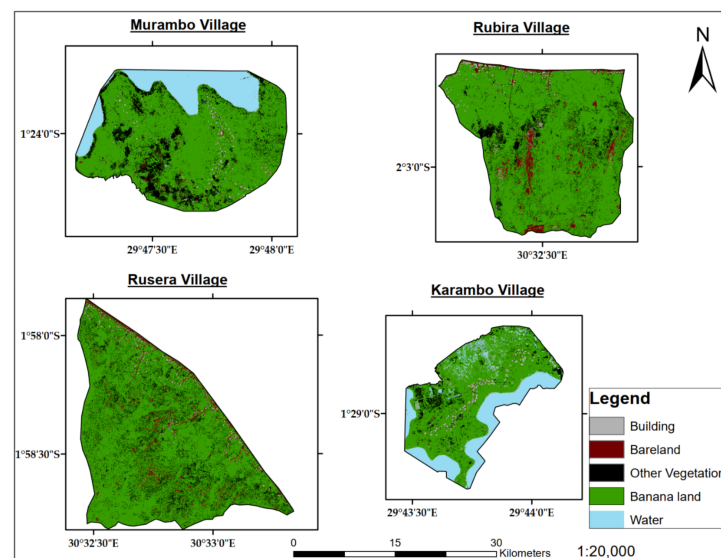 Murambo Village
Rubira Village
N
1°24'0"S
2°3'0"S
29°47'30"E
29°48'0"E
30°32'30"E
Rusera Village
Karambo Village
1°58'0"S
1°29'0"S
1°58'30"S
Legend
Building
Bareland
Other Vegetation
Banana land
Water
30°32'30"E
30°33'0"E
29°43'30"E
29°44'0"E
0
15
30
Kilometers
1:20,000